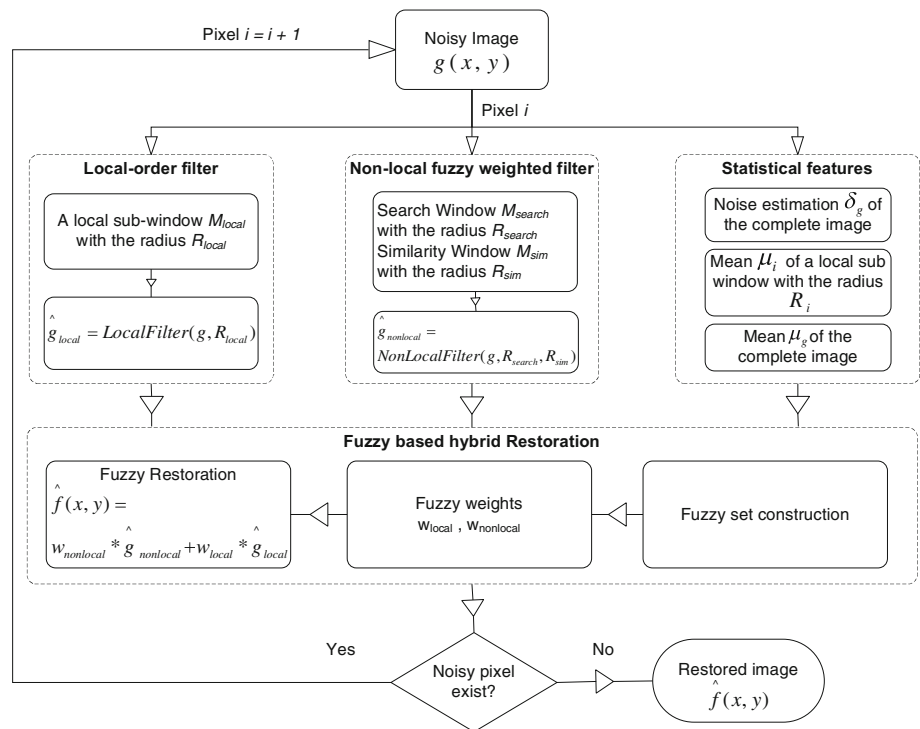 Pixel i = i + 1
Noisy Image
g(x, y)
Pixel i
Local-order filter
A local sub-window M_local
with the radius R_local
ĝ_local = LocalFilter(g, R_local)
Non-local fuzzy weighted filter
Search Window M_search
with the radius R_search
Similarity Window M_sim
with the radius R_sim
ĝ_nonlocal =
NonLocalFilter(g, R_search, R_sim)
Statistical features
Noise estimation δ_g of
the complete image
Mean μ_i of a local sub
window with the radius
R_i
Mean μ_g of the
complete image
Fuzzy based hybrid Restoration
Fuzzy Restoration
f̂(x, y) =
w_nonlocal * ĝ_nonlocal + w_local * ĝ_local
Fuzzy weights
w_local , w_nonlocal
Fuzzy set construction
Yes
Noisy pixel
exist?
No
Restored image
f̂(x, y)